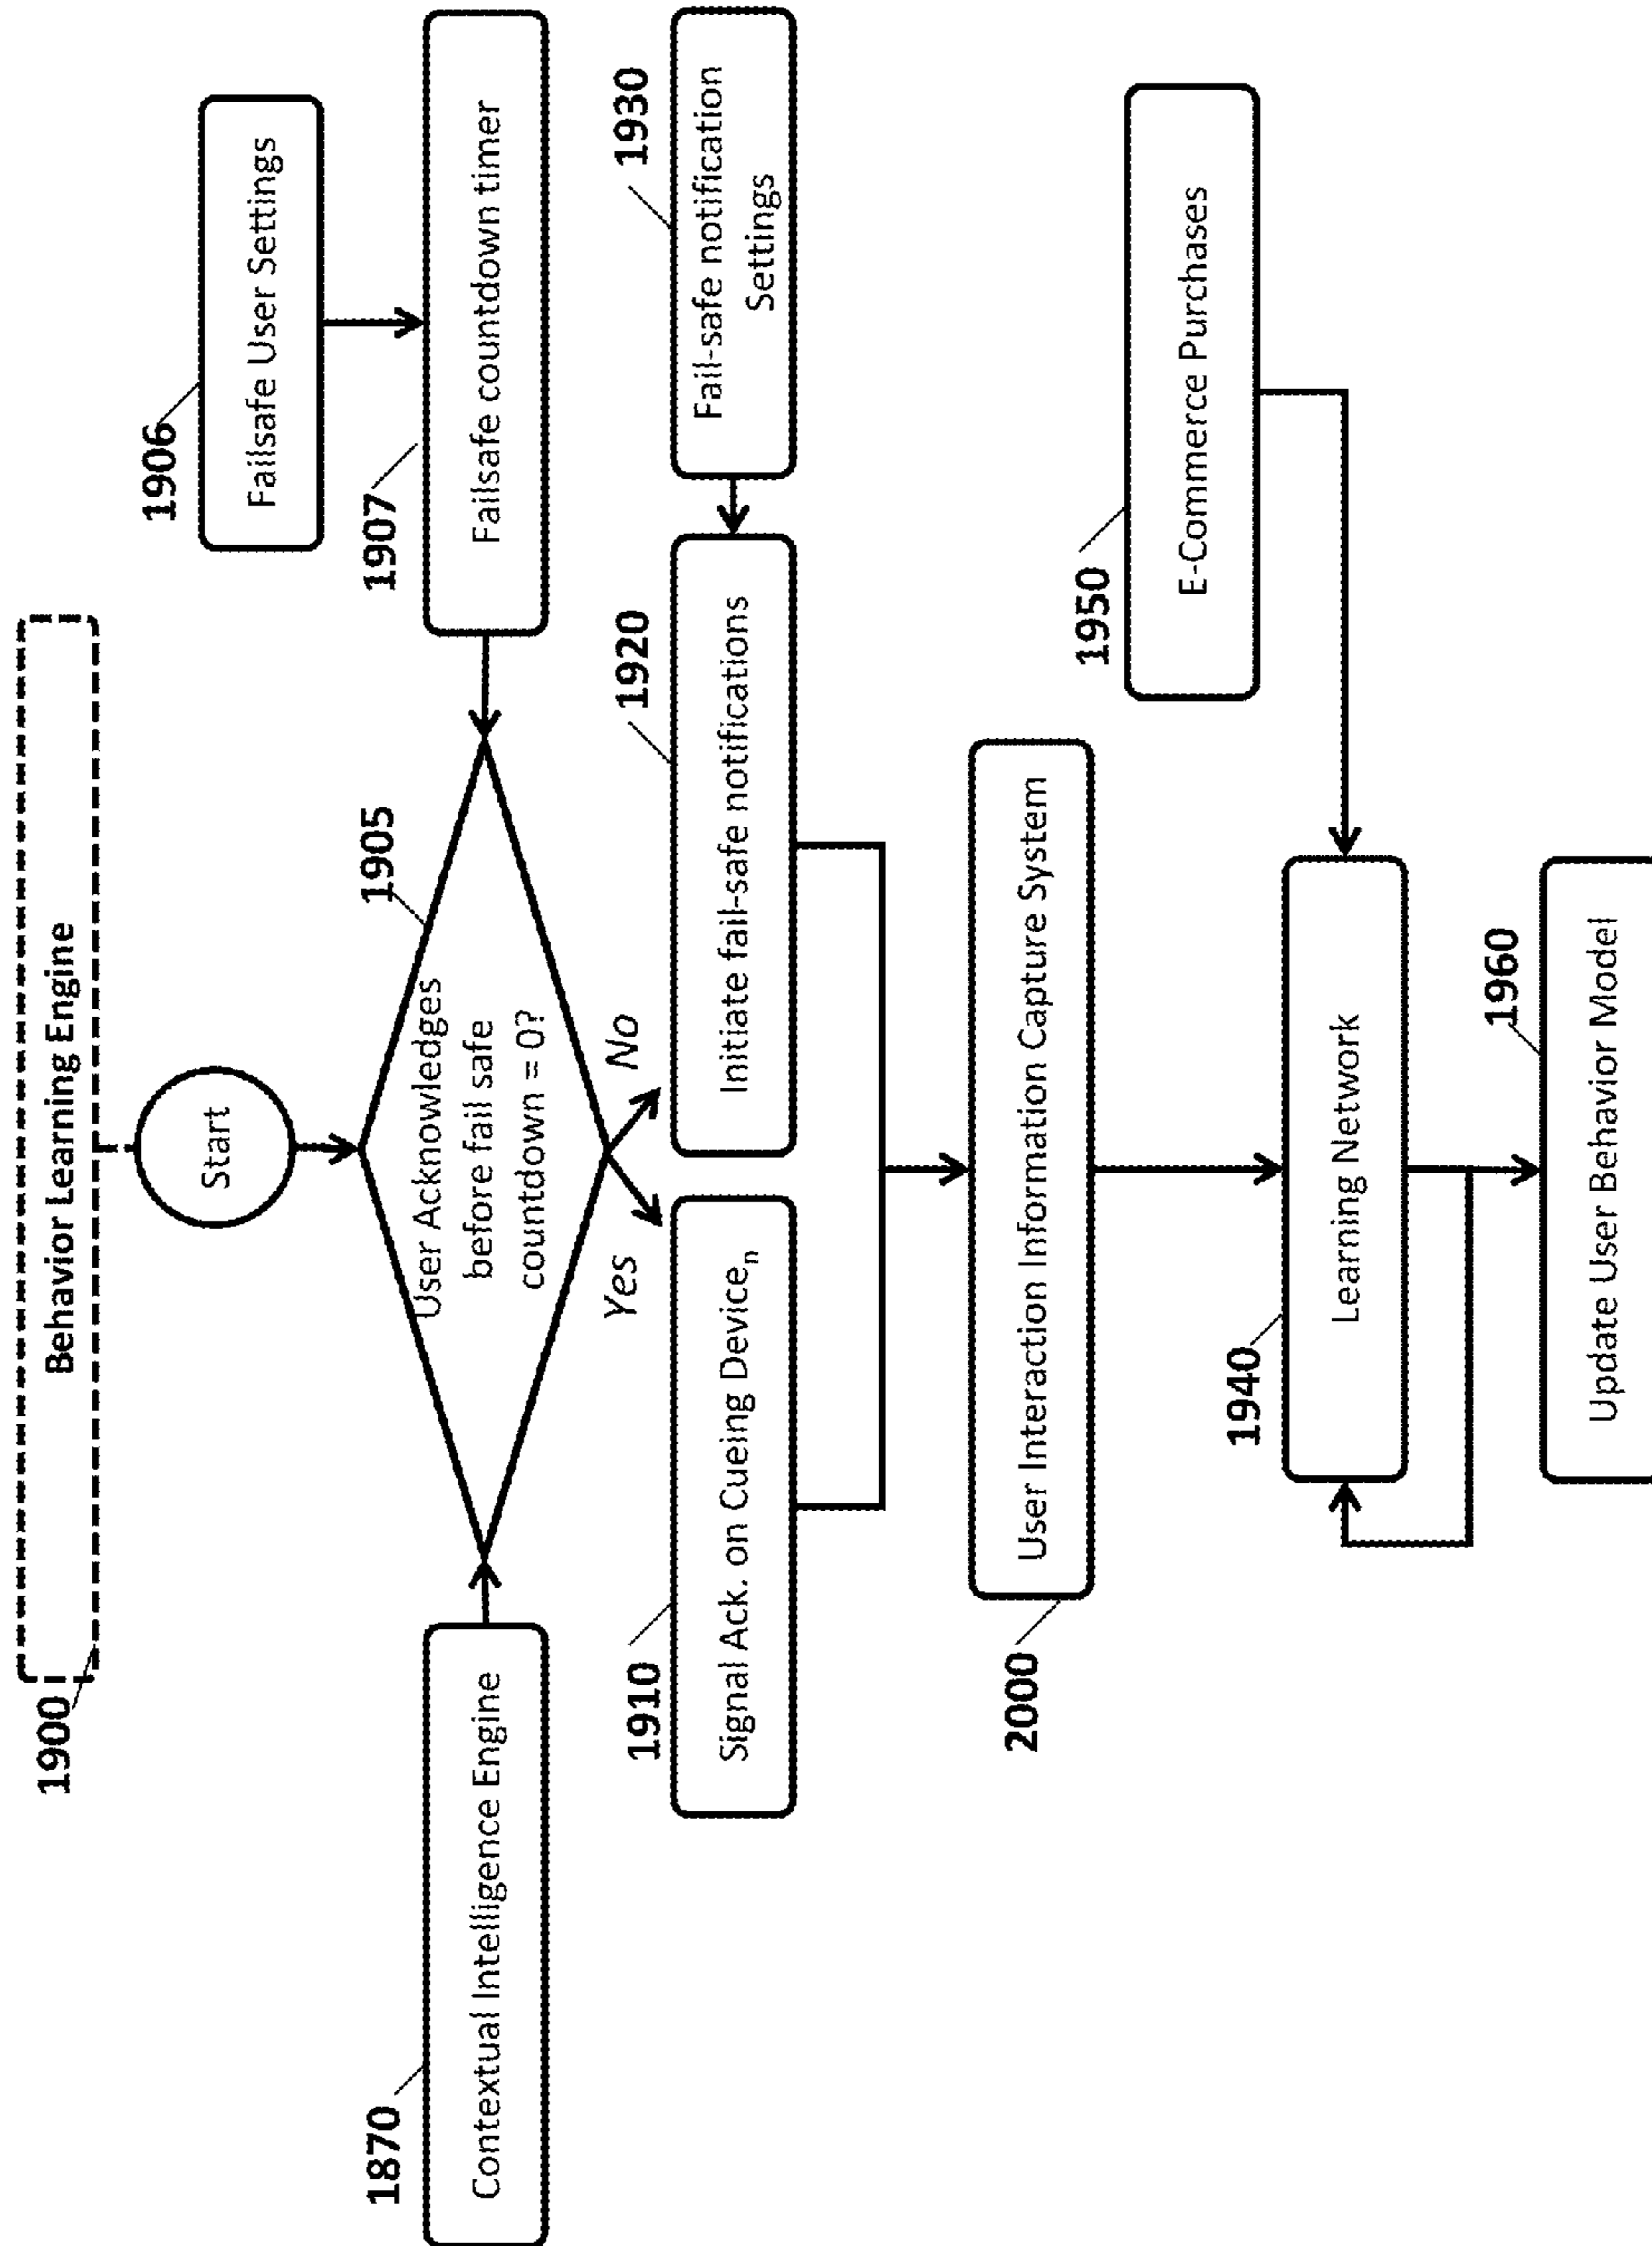 Behavior Learning Engine
1900
Start
1906
Failsafe User Settings
1870
Contextual Intelligence Engine
1905
User Acknowledges
before fail safe
countdown = 0?
1907
Failsafe countdown timer
Yes
No
1910
Signal Ack. on Cueing Deviceₙ
1920
Initiate fail-safe notifications
1930
Fail-safe notification
Settings
2000
User Interaction Information Capture System
1950
E-Commerce Purchases
1940
Learning Network
1960
Update User Behavior Model